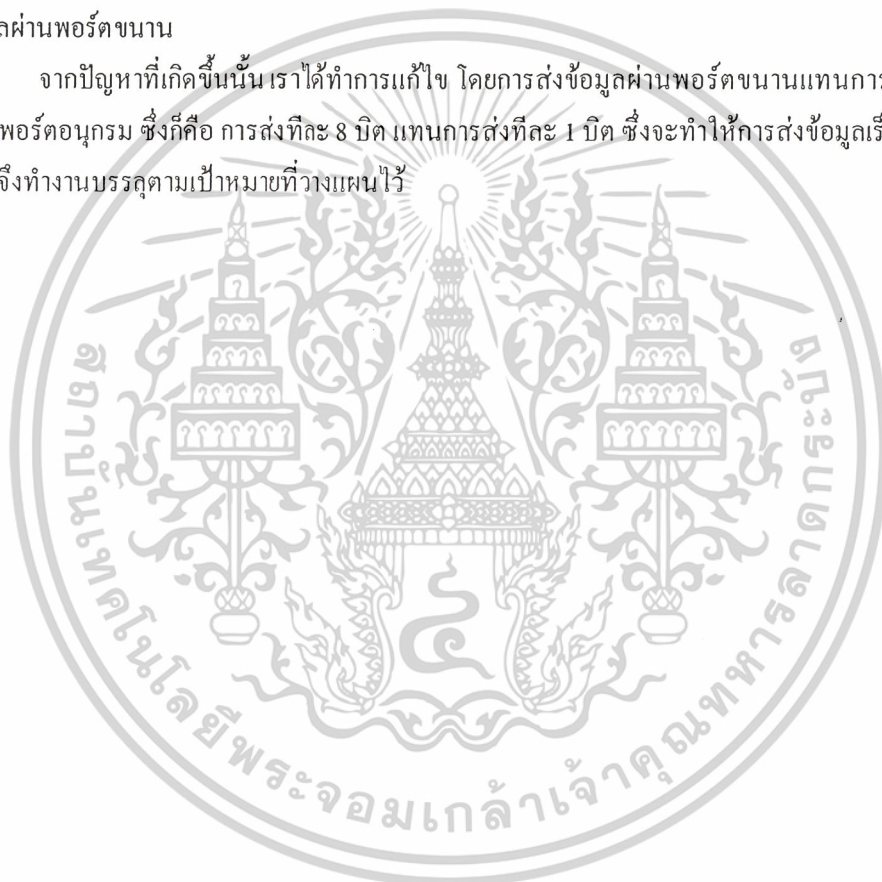 ลผ่านพอร์ตขนาน
จากปัญหาที่เกิดขึ้นนั้น เราได้ทำการแก้ไข โดยการส่งข้อมูลผ่านพอร์ตขนานแทนการ
พอร์ตอนุกรม ซึ่งก็คือ การส่งทีละ 8 บิต แทนการส่งทีละ 1 บิต ซึ่งจะทำให้การส่งข้อมูลเร็
จึงทำงานบรรลุตามเป้าหมายที่วางแผนไว้
สถาบันเทคโนโลยีพระจอมเกล้าเจ้าคุณทหารลาดกระบัง